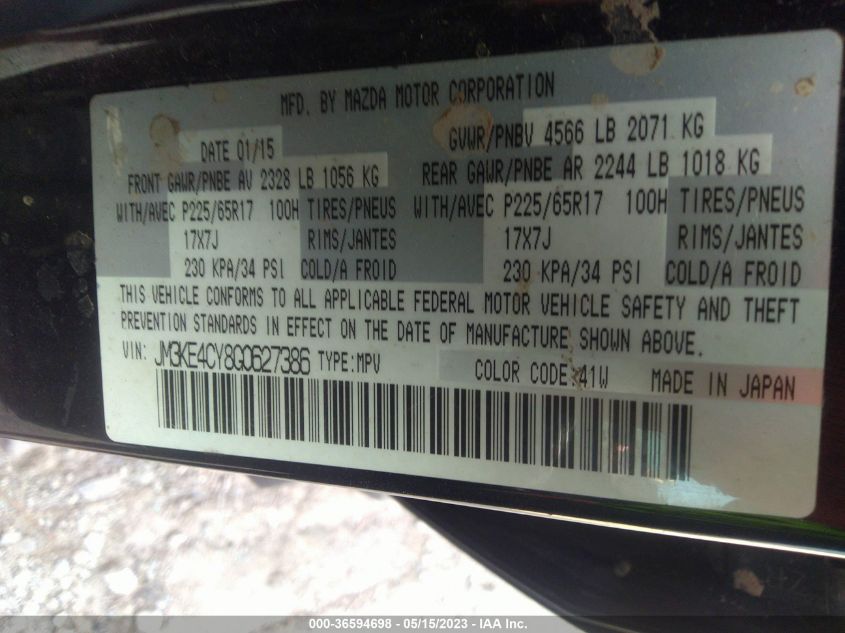 MFD. BY MAZDA MOTOR CORPORATION
DATE 01/15 GVWR/PNBV 4566 LB 2071 KG
FRONT GAWR/PNBE AV 2328 LB 1056 KG REAR GAWR/PNBE AR 2244 LB 1018 KG
WITH/AVEC P225/65R17 100H TIRES/PNEUS WITH/AVEC P225/65R17 100H TIRES/PNEUS
17X7J RIMS/JANTES 17X7J RIMS/JANTES
230 KPA/34 PSI COLD/A FROID 230 KPA/34 PSI COLD/A FROID
THIS VEHICLE CONFORMS TO ALL APPLICABLE FEDERAL MOTOR VEHICLE SAFETY AND THEFT
PREVENTION STANDARDS IN EFFECT ON THE DATE OF MANUFACTURE SHOWN ABOVE.
VIN: JM3KE4CY8G0627386 TYPE:MPV COLOR CODE:41W MADE IN JAPAN
000-36594698 - 05/15/2023 - IAA Inc.